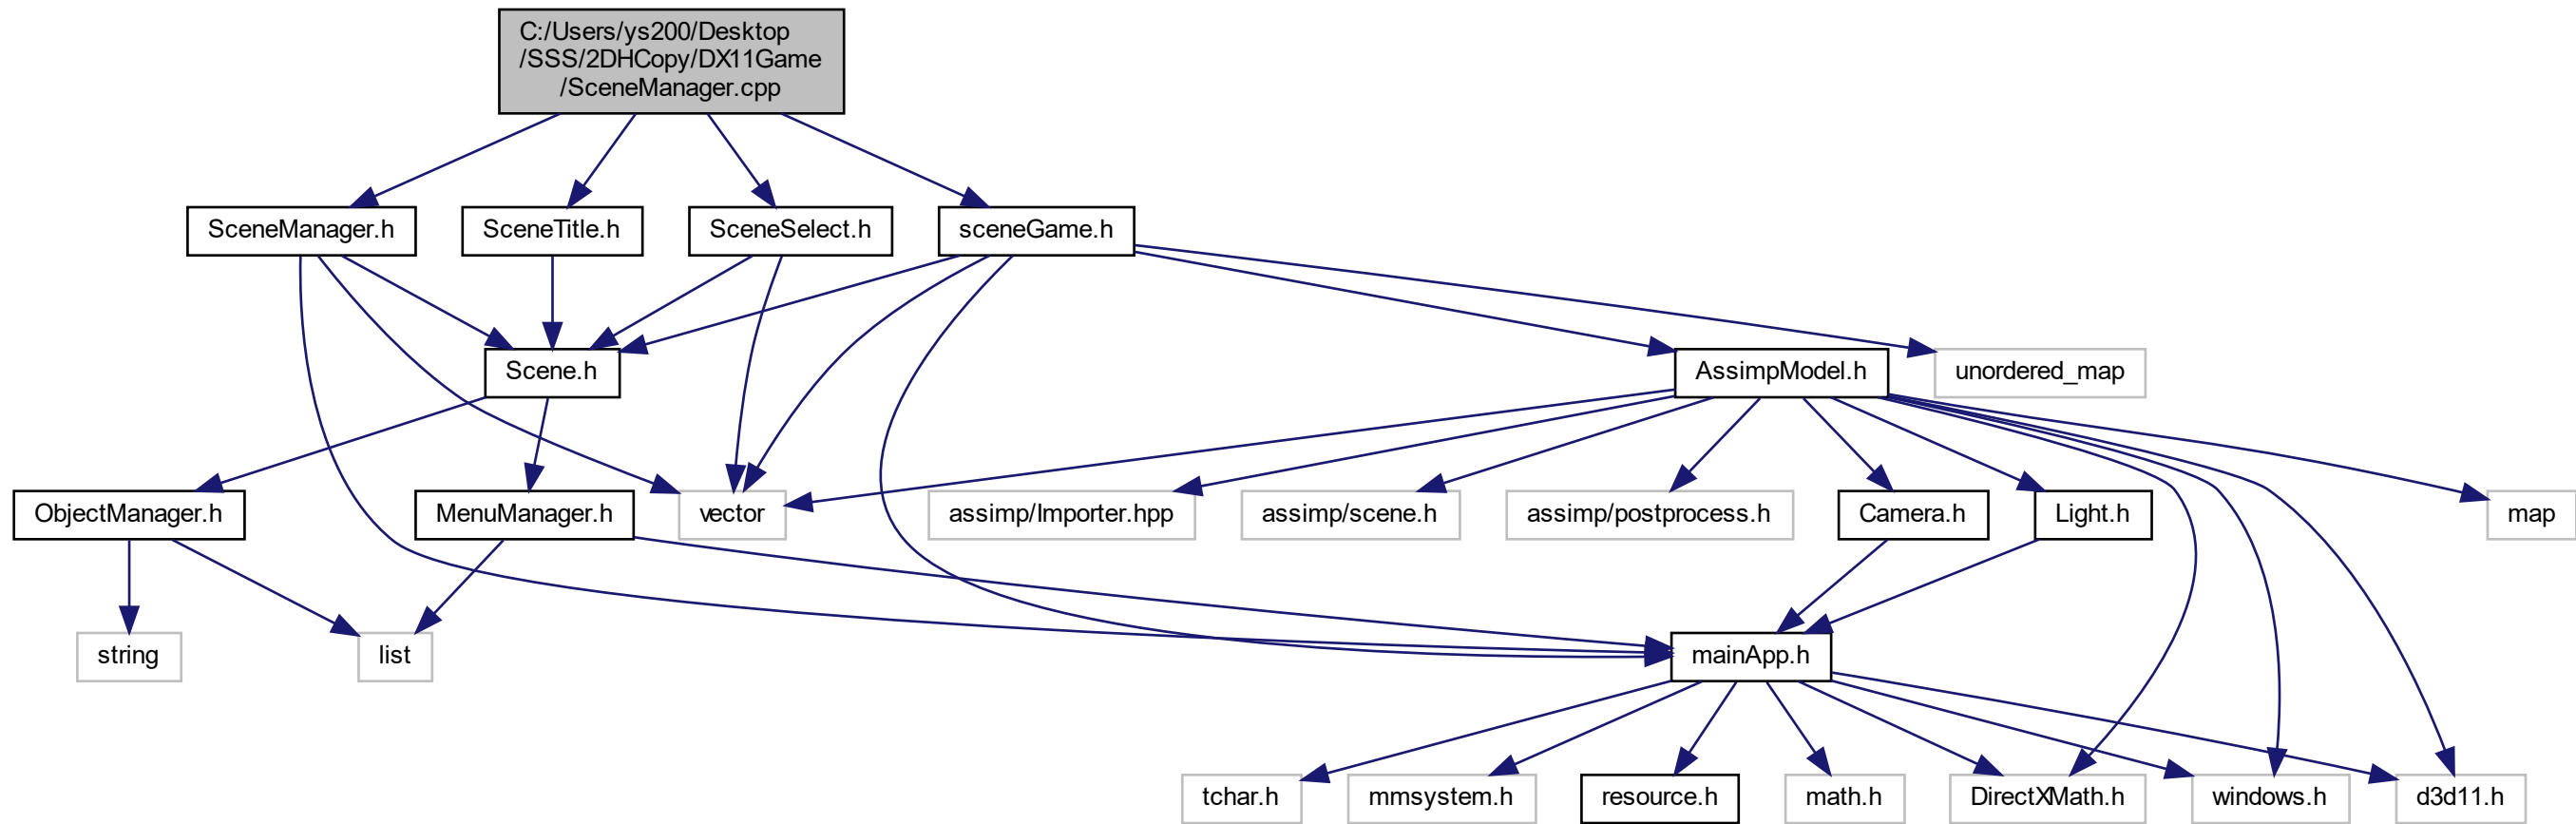 C:/Users/ys200/Desktop
/SSS/2DHCopy/DX11Game
/SceneManager.cpp
SceneManager.h
SceneTitle.h
SceneSelect.h
sceneGame.h
Scene.h
AssimpModel.h
unordered_map
ObjectManager.h
MenuManager.h
vector
assimp/Importer.hpp
assimp/scene.h
assimp/postprocess.h
Camera.h
Light.h
map
string
list
mainApp.h
tchar.h
mmsystem.h
resource.h
math.h
DirectXMath.h
windows.h
d3d11.h